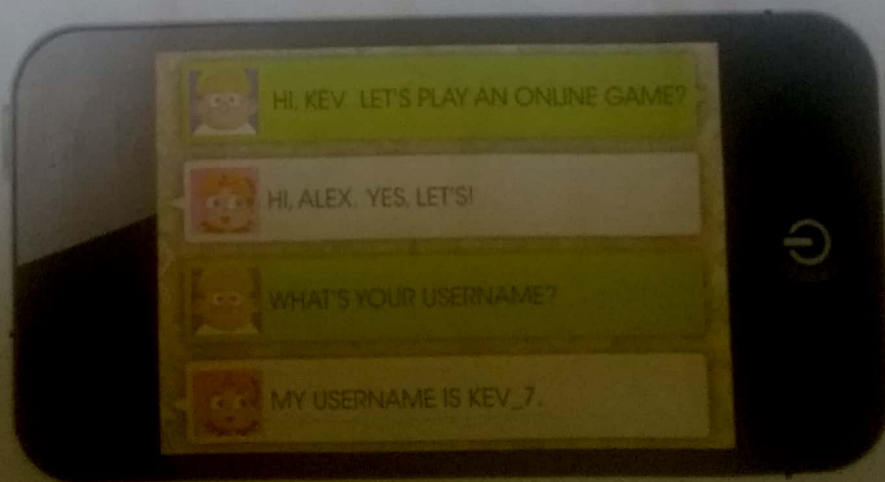 HI, KEV. LET'S PLAY AN ONLINE GAME?
HI, ALEX. YES, LET'S!
WHAT'S YOUR USERNAME?
MY USERNAME IS KEV_7.